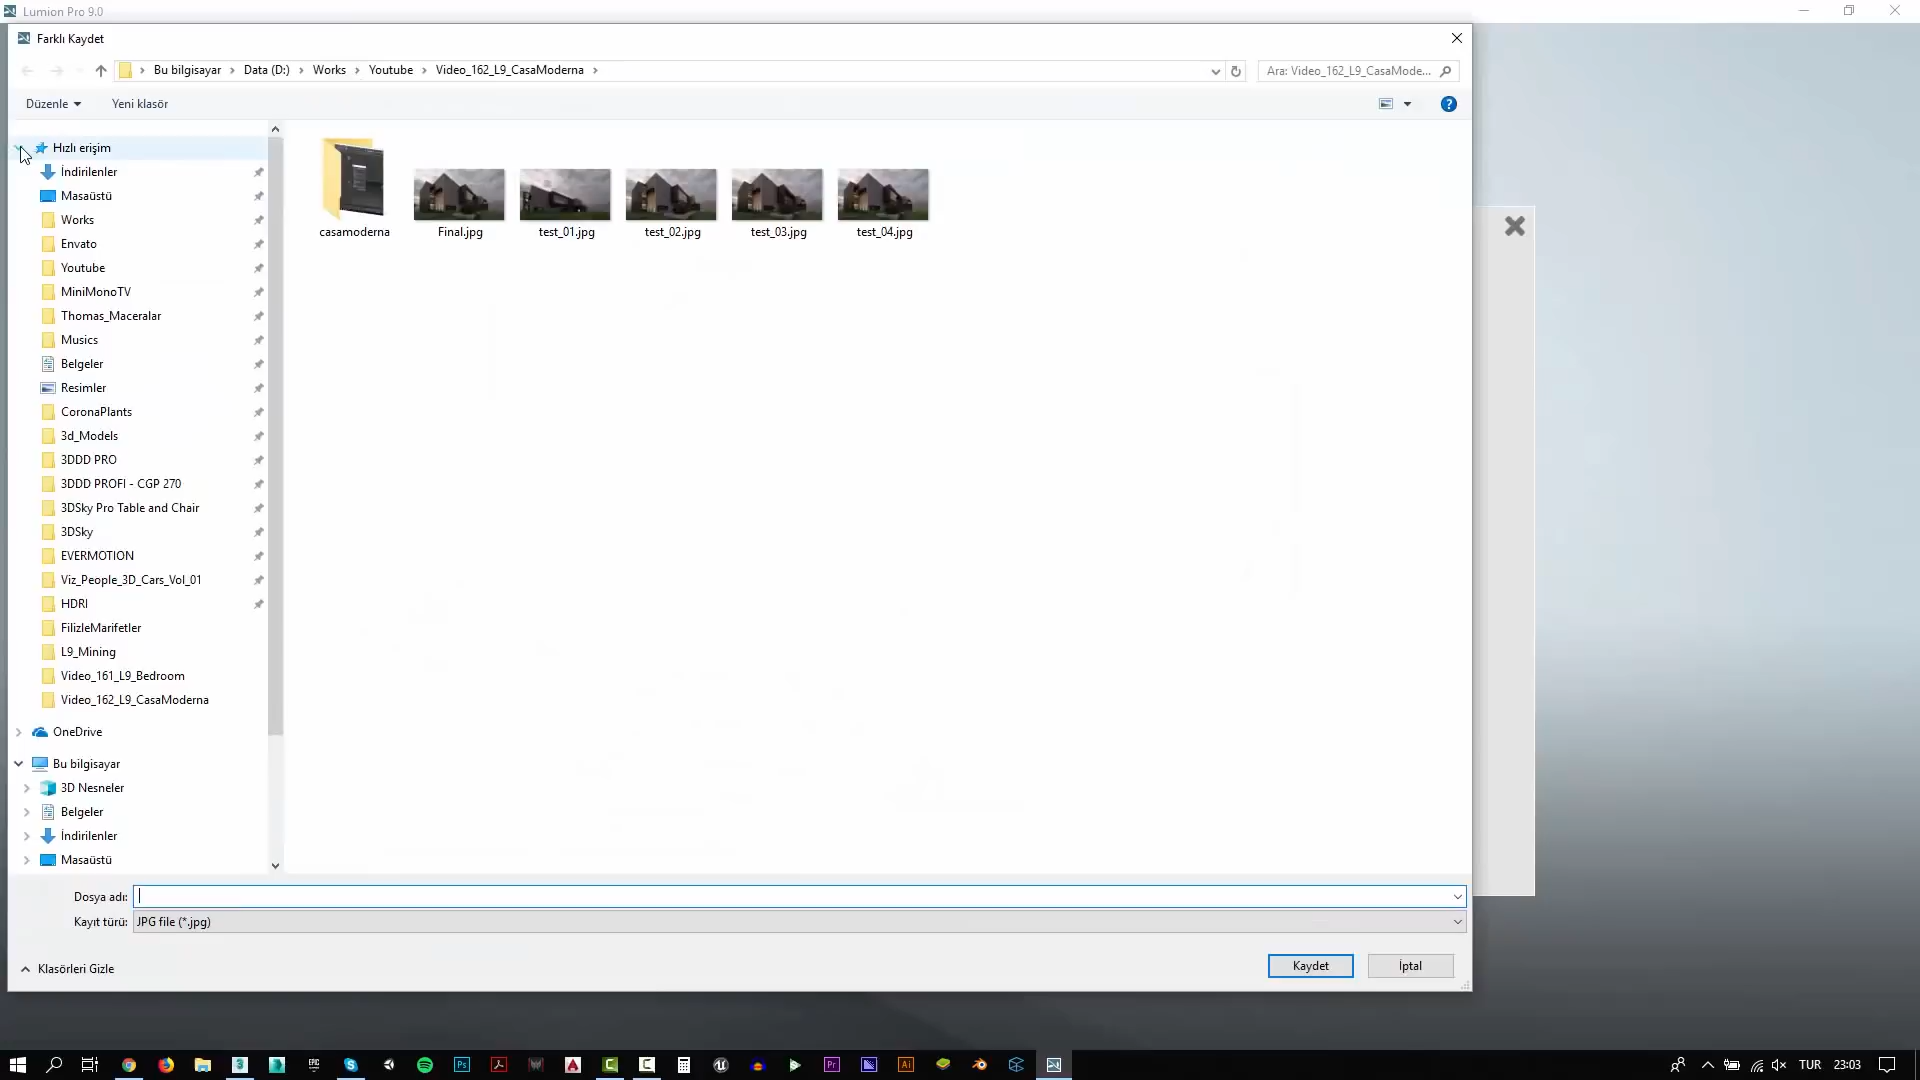 Lumion Pro 9.0
Farklı Kaydet
Bu bilgisayar Data (D:) Works Youtube Video_162_L9_CasaModerna
Ara: Video_162_L9_CasaMode...
Düzenle Yeni klasör
Hızlı erişim
İndirilenler
Masaüstü
Works
Envato
Youtube
MiniMonoTV
Thomas_Maceralar
Musics
Belgeler
Resimler
CoronaPlants
3d_Models
3DDD PRO
3DDD PROFI - CGP 270
3DSky Pro Table and Chair
3DSky
EVERMOTION
Viz_People_3D_Cars_Vol_01
HDRI
FilizleMarifetler
L9_Mining
Video_161_L9_Bedroom
Video_162_L9_CasaModerna
OneDrive
Bu bilgisayar
3D Nesneler
Belgeler
İndirilenler
Masaüstü
casamoderna Final.jpg test_01.jpg test_02.jpg test_03.jpg test_04.jpg
Dosya adı:
Kayıt türü: JPG file (*.jpg)
Klasörleri Gizle
Kaydet İptal
TUR 23:03